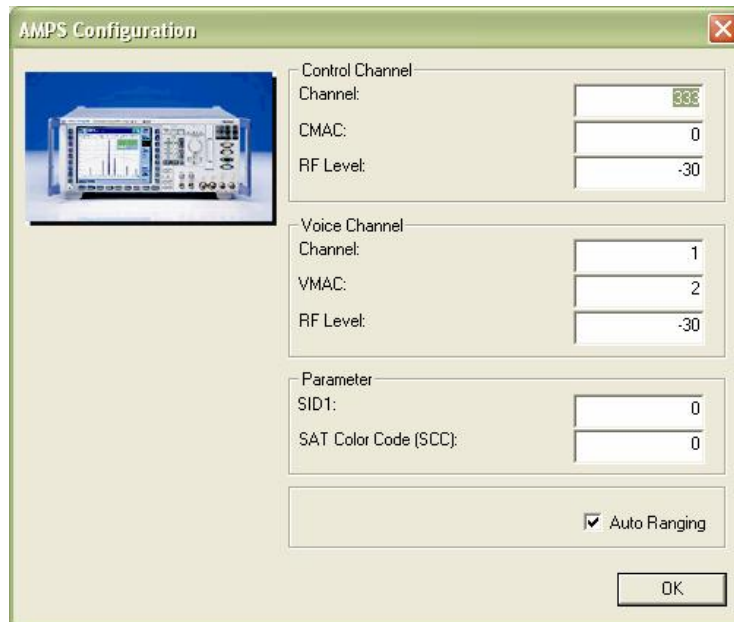 AMPS Configuration
Control Channel
Channel: 333
CMAC: 0
RF Level: -30
Voice Channel
Channel: 1
VMAC: 2
RF Level: -30
Parameter
SID1: 0
SAT Color Code (SCC): 0
Auto Ranging
OK